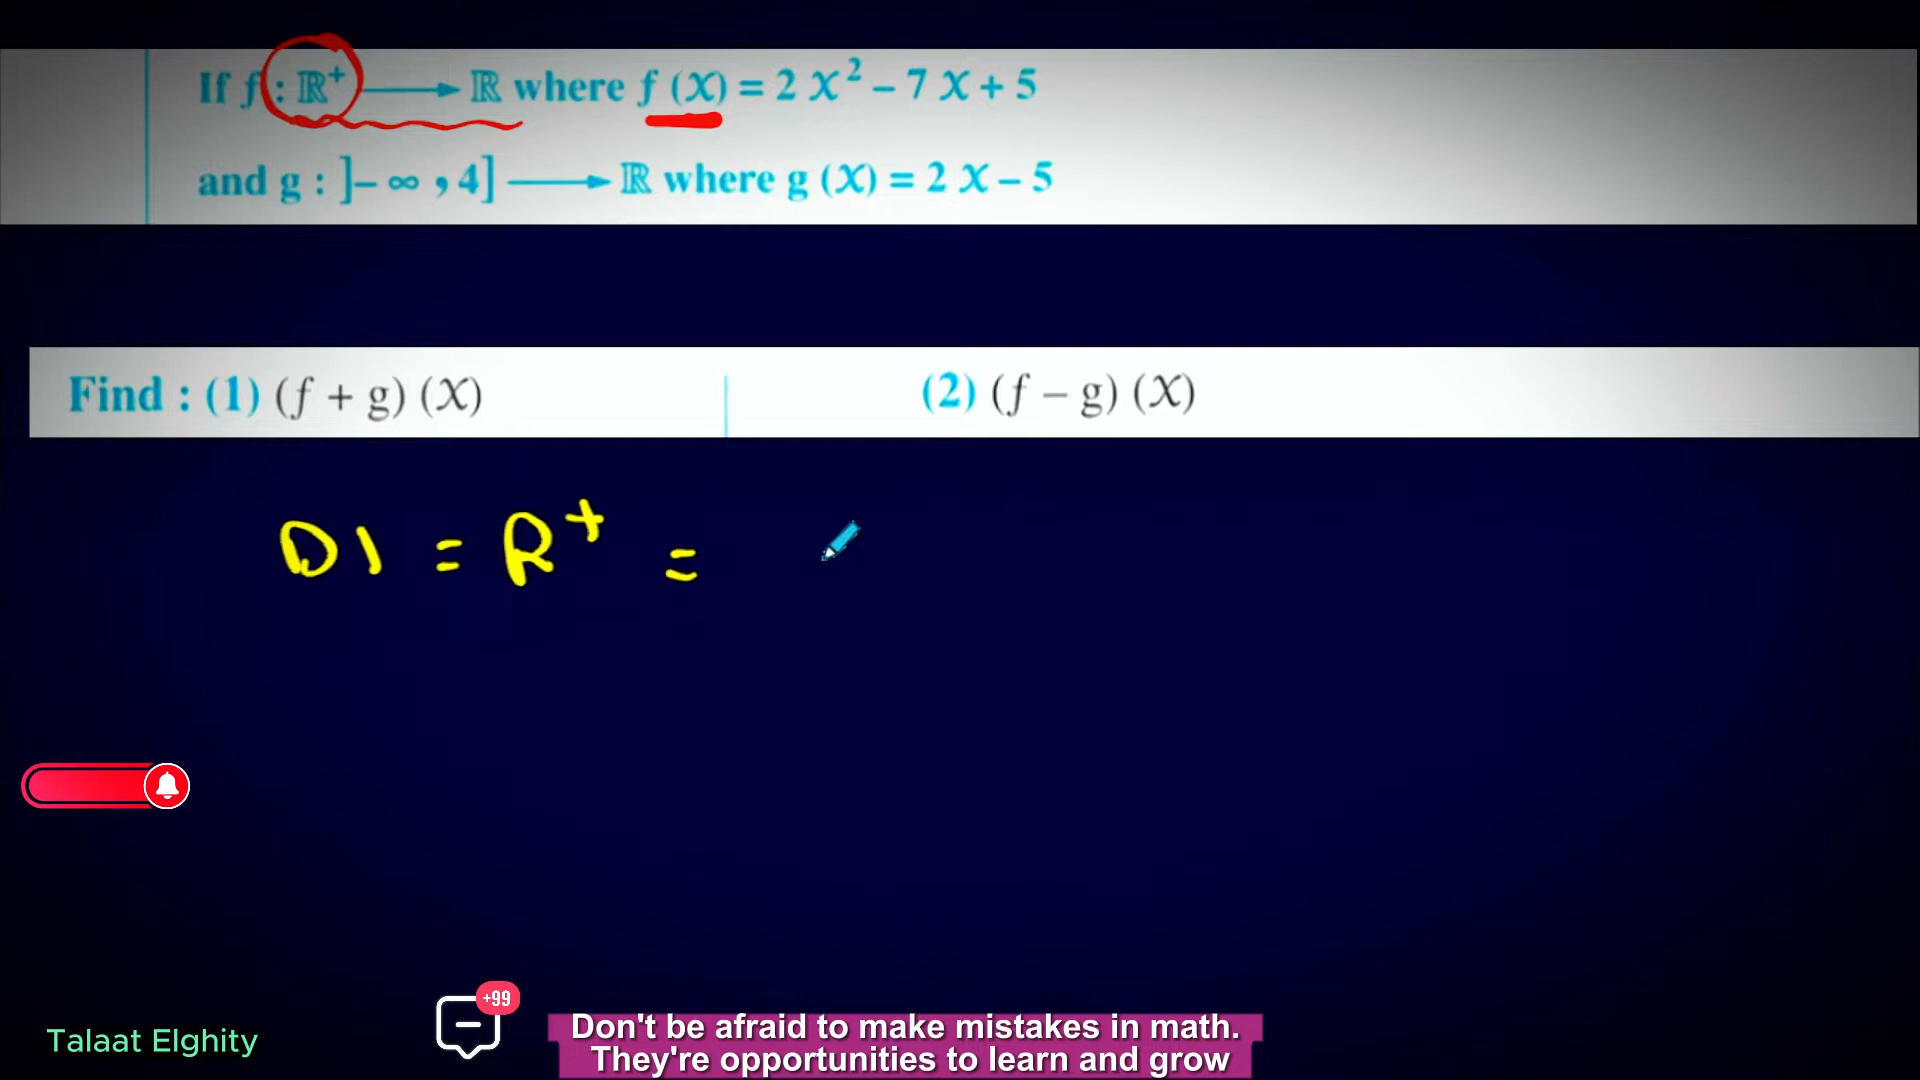 If f : ℝ⁺ ⟶ ℝ where f (X) = 2 X² – 7 X + 5
and g : ]– ∞ , 4] ⟶ ℝ where g (X) = 2 X – 5
Find : (1) (f + g) (X) (2) (f – g) (X)
D1 = R⁺ =
+99
Talaat Elghity
Don't be afraid to make mistakes in math.
They're opportunities to learn and grow